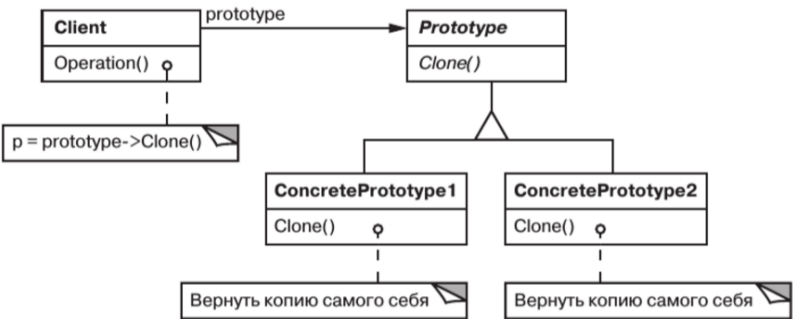 prototype
Client
Prototype
Operation()
Clone()
p = prototype->Clone()
ConcretePrototype1
ConcretePrototype2
Clone()
Clone()
Вернуть копию самого себя
Вернуть копию самого себя